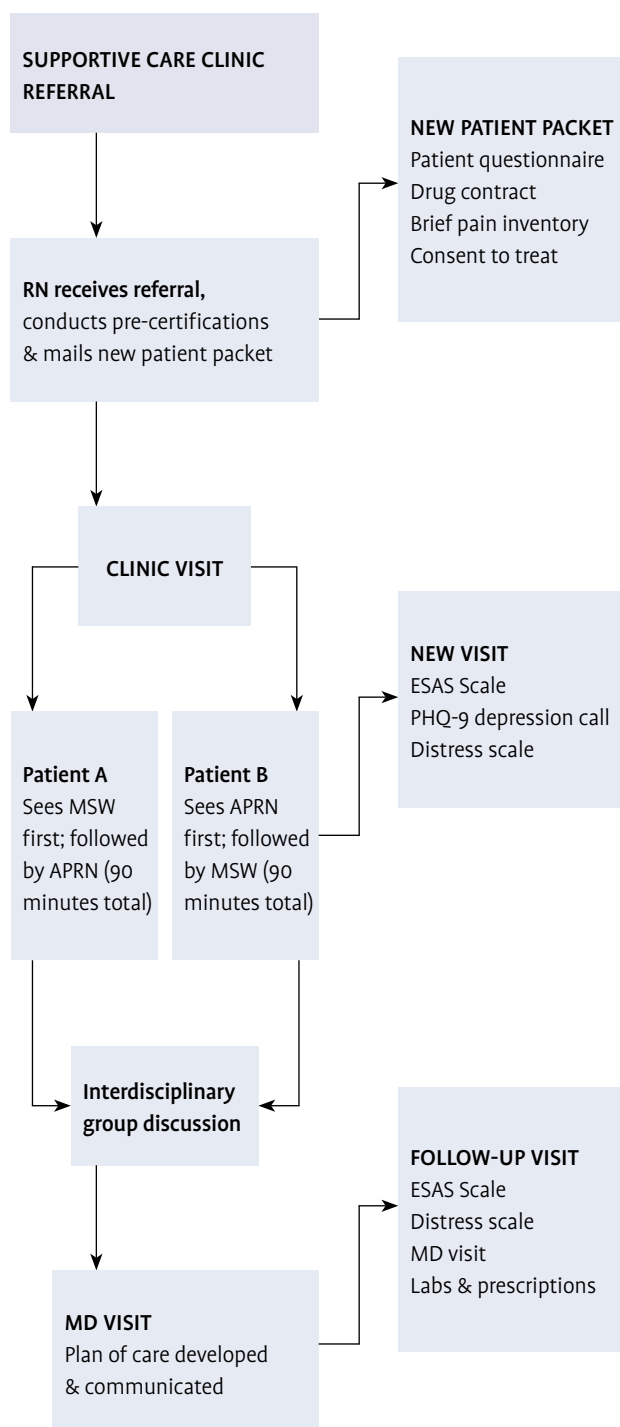 SUPPORTIVE CARE CLINIC
REFERRAL
NEW PATIENT PACKET
Patient questionnaire
Drug contract
Brief pain inventory
Consent to treat
RN receives referral,
conducts pre-certifications
& mails new patient packet
CLINIC VISIT
NEW VISIT
ESAS Scale
PHQ-9 depression call
Distress scale
Patient A
Sees MSW
first; followed
by APRN (90
minutes total)
Patient B
Sees APRN
first; followed
by MSW (90
minutes total)
Interdisciplinary
group discussion
FOLLOW-UP VISIT
ESAS Scale
Distress scale
MD visit
Labs & prescriptions
MD VISIT
Plan of care developed
& communicated